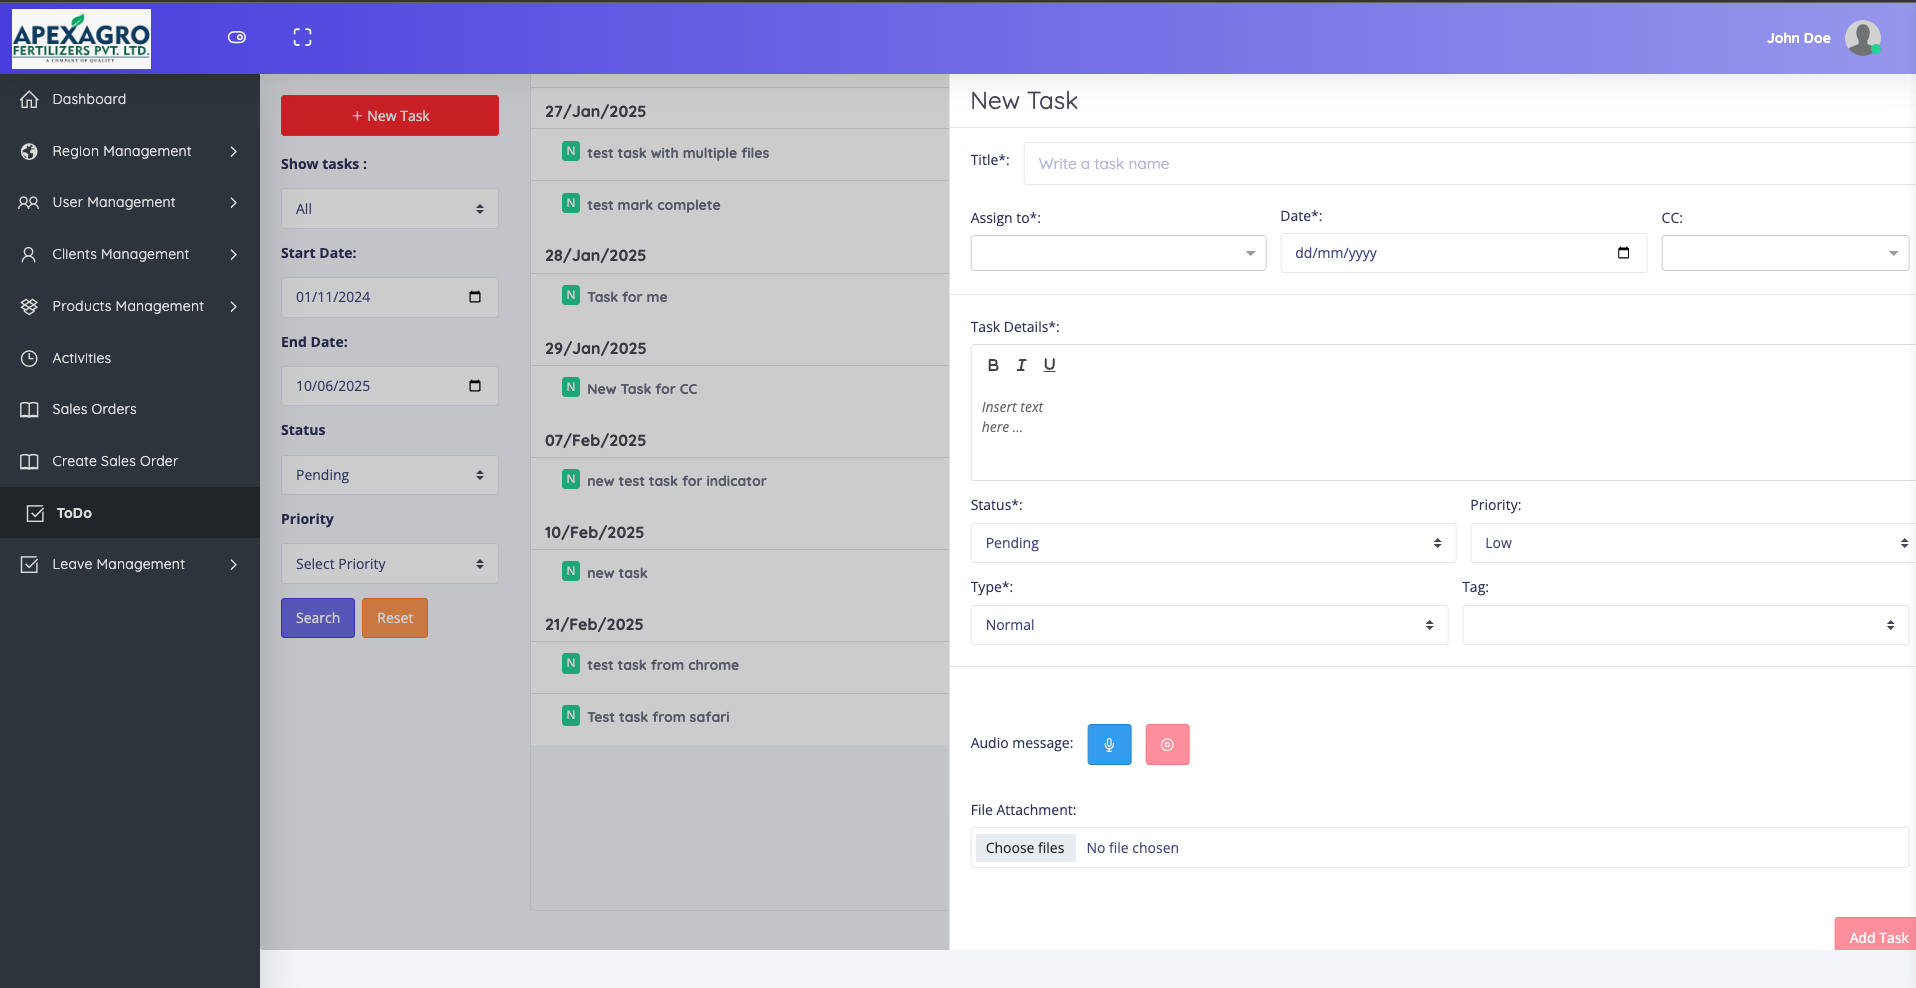 APEXAGRO
FERTILIZERS PVT. LTD.
A COMPANY OF QUALITY
John Doe
Dashboard
Region Management
User Management
Clients Management
Products Management
Activities
Sales Orders
Create Sales Order
ToDo
Leave Management
+ New Task
Show tasks :
All
Start Date:
01/11/2024
End Date:
10/06/2025
Status
Pending
Priority
Select Priority
Search Reset
27/Jan/2025
N test task with multiple files
N test mark complete
28/Jan/2025
N Task for me
29/Jan/2025
N New Task for CC
07/Feb/2025
N new test task for indicator
10/Feb/2025
N new task
21/Feb/2025
N test task from chrome
N Test task from safari
New Task
Title*: Write a task name
Assign to*: Date*: CC:
dd/mm/yyyy
Task Details*:
B I U
Insert text
here ...
Status*: Priority:
Pending Low
Type*: Tag:
Normal
Audio message:
File Attachment:
Choose files No file chosen
Add Task